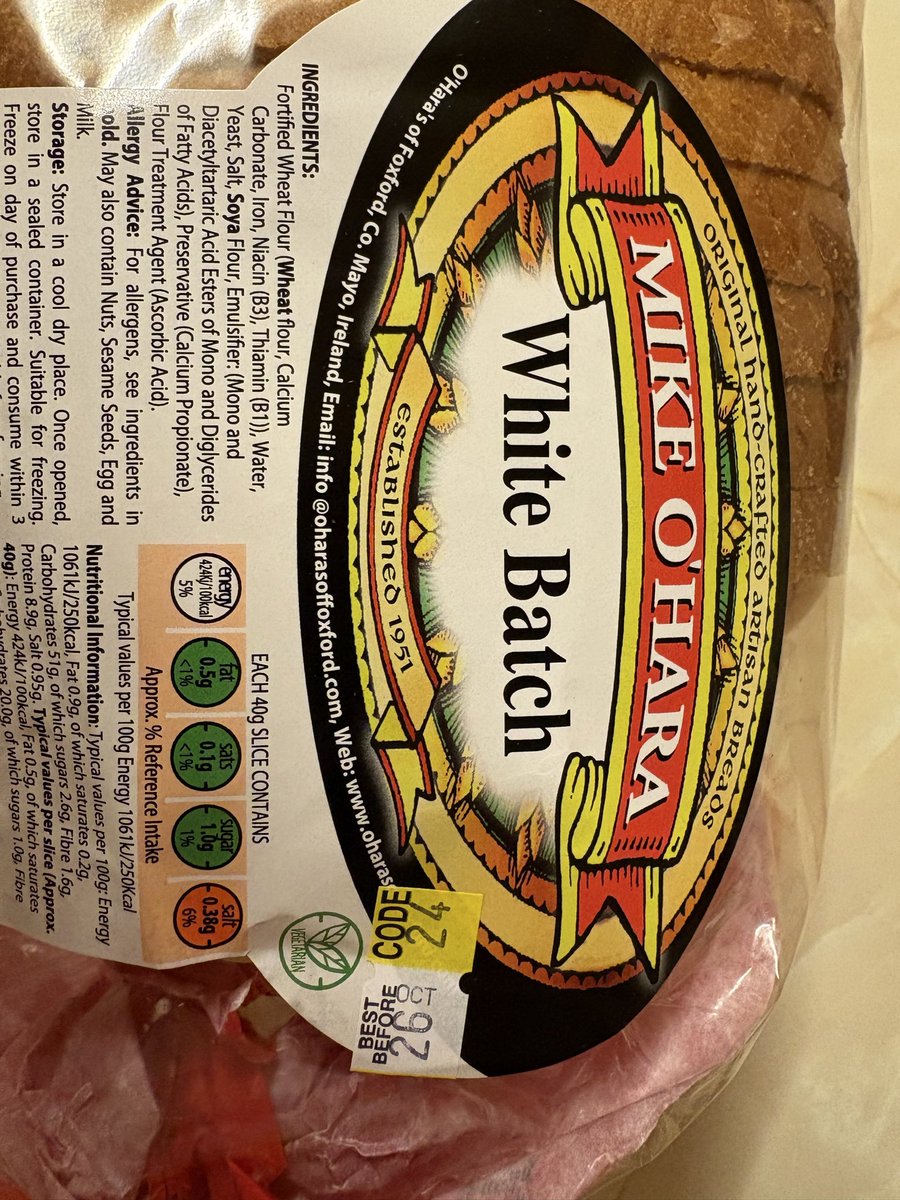 ORIGINAL hand-crafted ARTISAN BREADS
MIKE O'HARA
White Batch
ESTABLISHED 1951
O'Hara's of Foxford, Co. Mayo, Ireland, Email: info @oharasoffoxford.com, Web: www.oharas
CODE 24
BEST BEFORE OCT 26
INGREDIENTS:
Fortified Wheat Flour (Wheat flour, Calcium
Carbonate, Iron, Niacin (B3), Thiamin (B1)), Water,
Yeast, Salt, Soya Flour, Emulsifier: (Mono and
Diacetyltartaric Acid Esters of Mono and Diglycerides
of Fatty Acids), Preservative (Calcium Propionate),
Flour Treatment Agent (Ascorbic Acid).
Allergy Advice: For allergens, see ingredients in
old. May also contain Nuts, Sesame Seeds, Egg and
Milk.
Storage: Store in a cool dry place. Once opened,
store in a sealed container. Suitable for freezing.
Freeze on day of purchase and consume within 3
EACH 40g SLICE CONTAINS
energy 424KJ/100kcal 5%
fat 0.5g <1%
sats 0.1g <1%
sugar 1.0g 1%
salt 0.38g 6%
Approx. % Reference Intake
Typical values per 100g Energy 1061kJ/250Kcal
VEGETARIAN
Nutritional Information: Typical values per 100g: Energy
1061kJ/250kcal, Fat 0.9g, of which saturates 0.2g,
Carbohydrates 51g, of which sugars 2.6g, Fibre 1.6g,
Protein 8.9g, Salt 0.95g. Typical values per slice (Approx.
40g): Energy 424kJ/100kcal, Fat 0.5g, of which saturates
20.0g, of which sugars 1.0g, Fibre